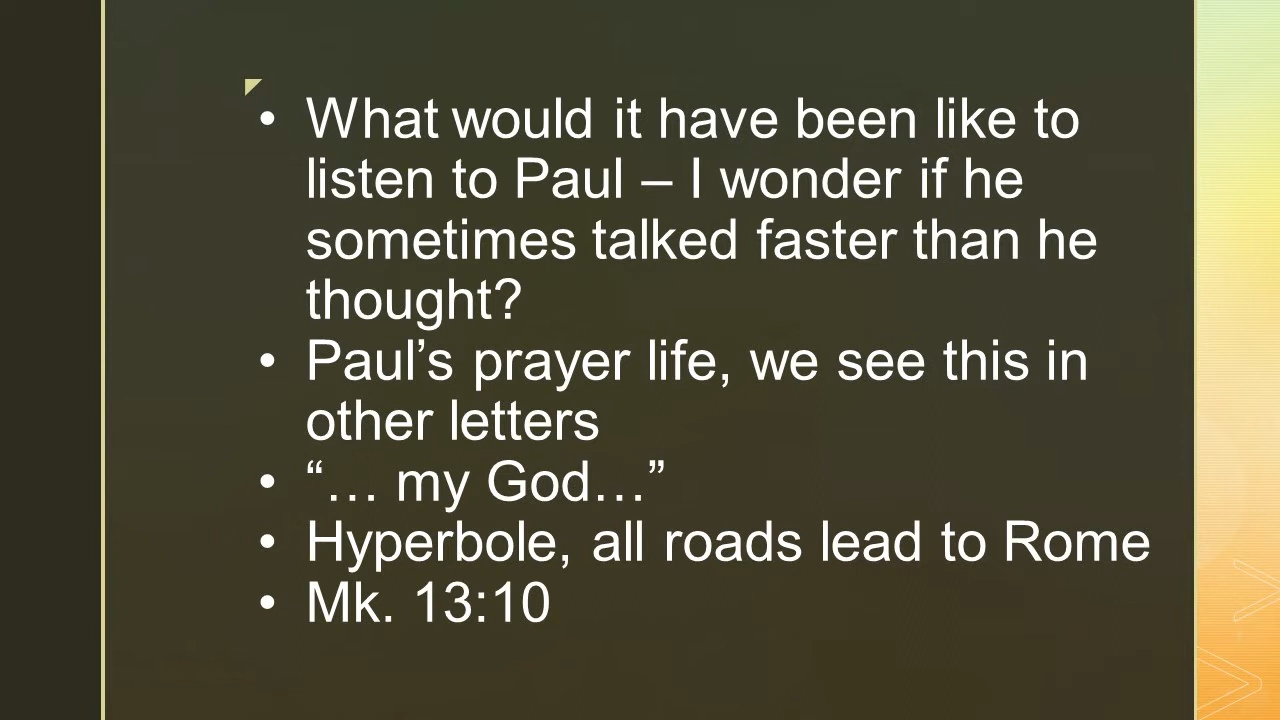 • What would it have been like to
listen to Paul – I wonder if he
sometimes talked faster than he
thought?
• Paul’s prayer life, we see this in
other letters
• “… my God…”
• Hyperbole, all roads lead to Rome
• Mk. 13:10